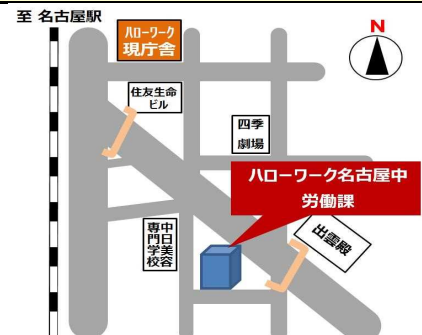 至 名古屋駅
ハローワーク
現庁舎
N
住友生命
ビル
四季
劇場
ハローワーク名古屋中
労働課
中日美容
専門学校
出雲殿